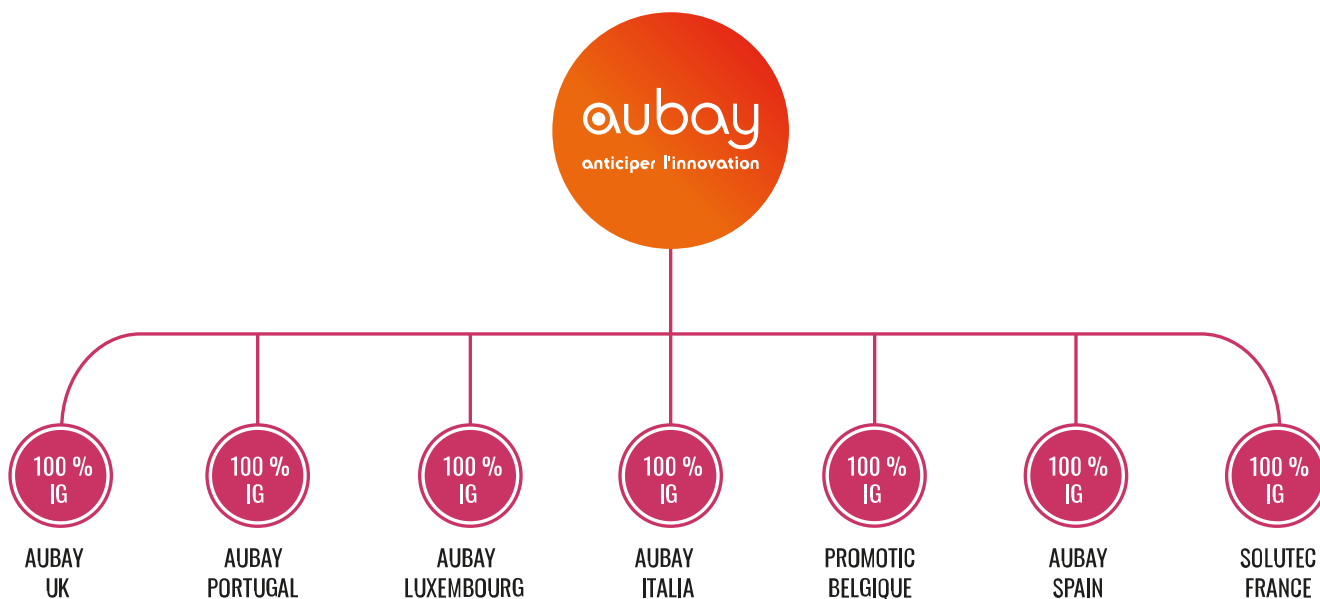 aubay
anticiper l'innovation
100 %
IG
100 %
IG
100 %
IG
100 %
IG
100 %
IG
100 %
IG
100 %
IG
AUBAY
UK
AUBAY
PORTUGAL
AUBAY
LUXEMBOURG
AUBAY
ITALIA
PROMOTIC
BELGIQUE
AUBAY
SPAIN
SOLUTEC
FRANCE